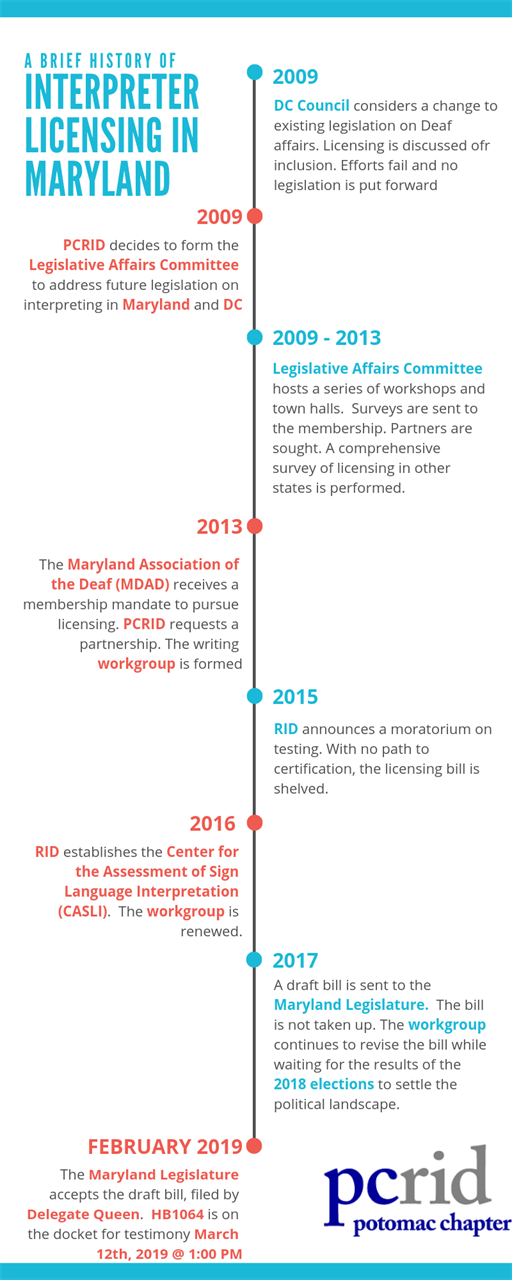 A BRIEF HISTORY OF
INTERPRETER
LICENSING IN
MARYLAND
2009
DC Council considers a change to
existing legislation on Deaf
affairs. Licensing is discussed ofr
inclusion. Efforts fail and no
legislation is put forward
2009
PCRID decides to form the
Legislative Affairs Committee
to address future legislation on
interpreting in Maryland and DC
2009 - 2013
Legislative Affairs Committee
hosts a series of workshops and
town halls. Surveys are sent to
the membership. Partners are
sought. A comprehensive
survey of licensing in other
states is performed.
2013
The Maryland Association of
the Deaf (MDAD) receives a
membership mandate to pursue
licensing. PCRID requests a
partnership. The writing
workgroup is formed
2015
RID announces a moratorium on
testing. With no path to
certification, the licensing bill is
shelved.
2016
RID establishes the Center for
the Assessment of Sign
Language Interpretation
(CASLI). The workgroup is
renewed.
2017
A draft bill is sent to the
Maryland Legislature. The bill
is not taken up. The workgroup
continues to revise the bill while
waiting for the results of the
2018 elections to settle the
political landscape.
FEBRUARY 2019
The Maryland Legislature
accepts the draft bill, filed by
Delegate Queen. HB1064 is on
the docket for testimony March
12th, 2019 @ 1:00 PM
pcrid
potomac chapter